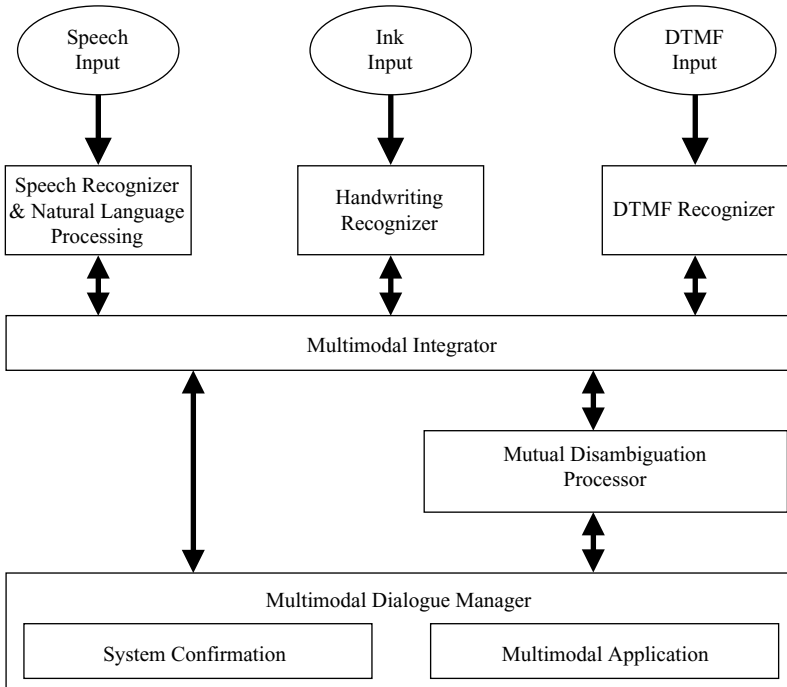 Speech
Input
Ink
Input
DTMF
Input
Speech Recognizer
& Natural Language
Processing
Handwriting
Recognizer
DTMF Recognizer
Multimodal Integrator
Mutual Disambiguation
Processor
Multimodal Dialogue Manager
System Confirmation
Multimodal Application